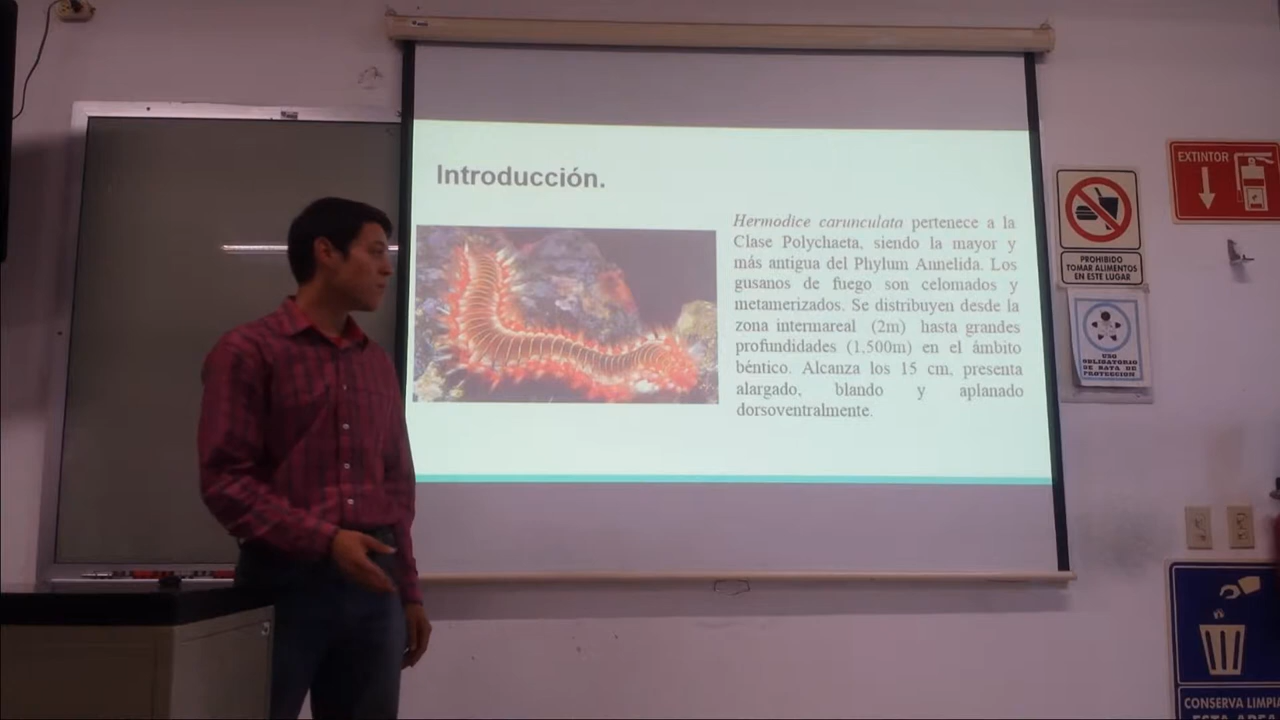 Introducción.
Hermodice carunculata pertenece a la
Clase Polychaeta, siendo la mayor y
más antigua del Phylum Annelida. Los
gusanos de fuego son celomados y
metamerizados. Se distribuyen desde la
zona intermareal (2m) hasta grandes
profundidades (1,500m) en el ámbito
béntico. Alcanza los 15 cm, presenta
alargado, blando y aplanado
dorsoventralmente.
EXTINTOR
PROHIBIDO
TOMAR ALIMENTOS
EN ESTE LUGAR
USO
OBLIGATORIO
DE BATA DE
PROTECCION
CONSERVA LIMPI
ESTA AREA